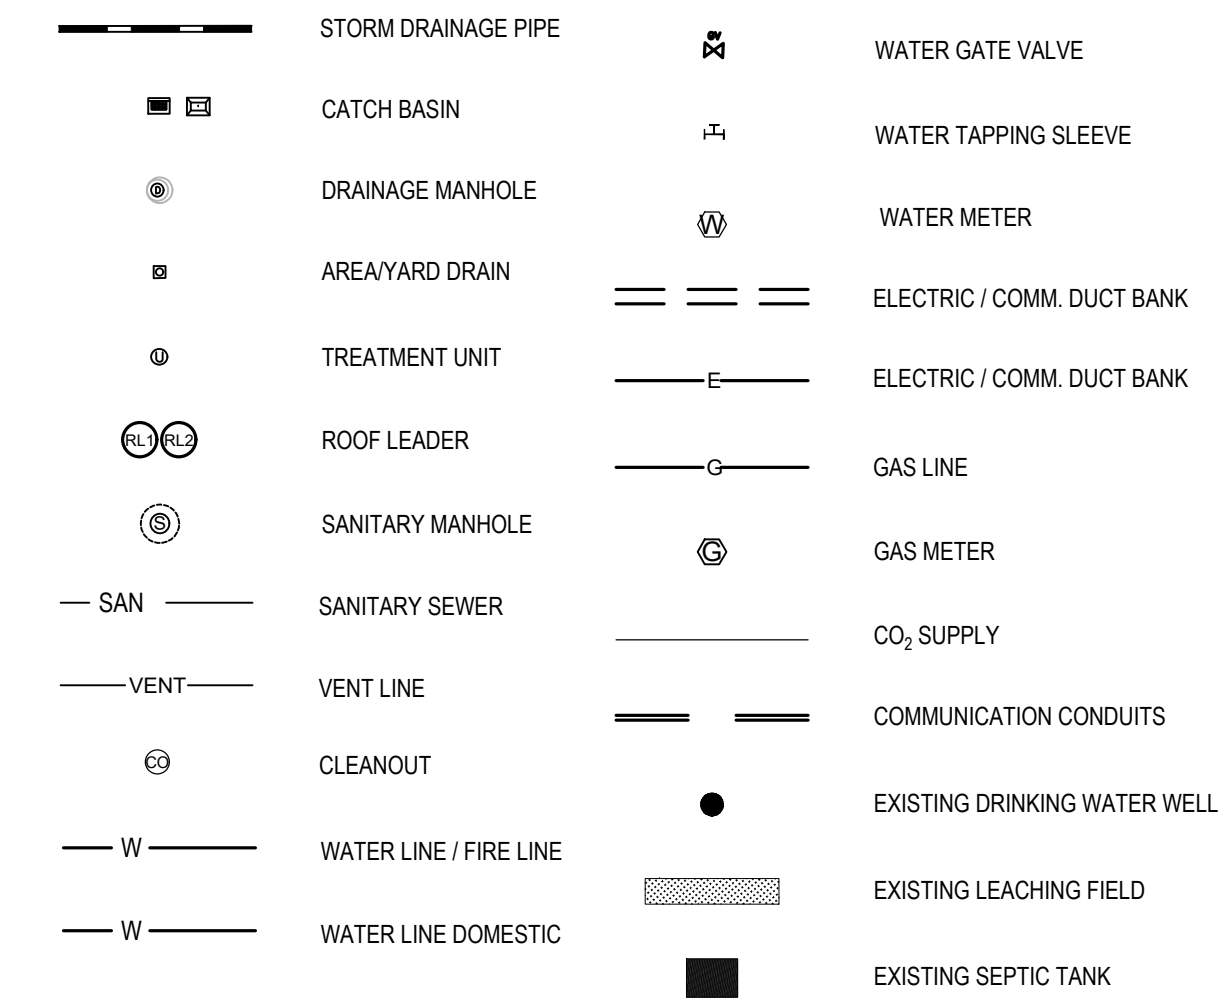 STORM DRAINAGE PIPE
CATCH BASIN
D DRAINAGE MANHOLE
AREA/YARD DRAIN
U TREATMENT UNIT
RL1 RL2 ROOF LEADER
S SANITARY MANHOLE
SAN SANITARY SEWER
VENT VENT LINE
CO CLEANOUT
W WATER LINE / FIRE LINE
W WATER LINE DOMESTIC
GV WATER GATE VALVE
T WATER TAPPING SLEEVE
W WATER METER
ELECTRIC / COMM. DUCT BANK
E ELECTRIC / COMM. DUCT BANK
G GAS LINE
G GAS METER
CO₂ SUPPLY
COMMUNICATION CONDUITS
EXISTING DRINKING WATER WELL
EXISTING LEACHING FIELD
EXISTING SEPTIC TANK